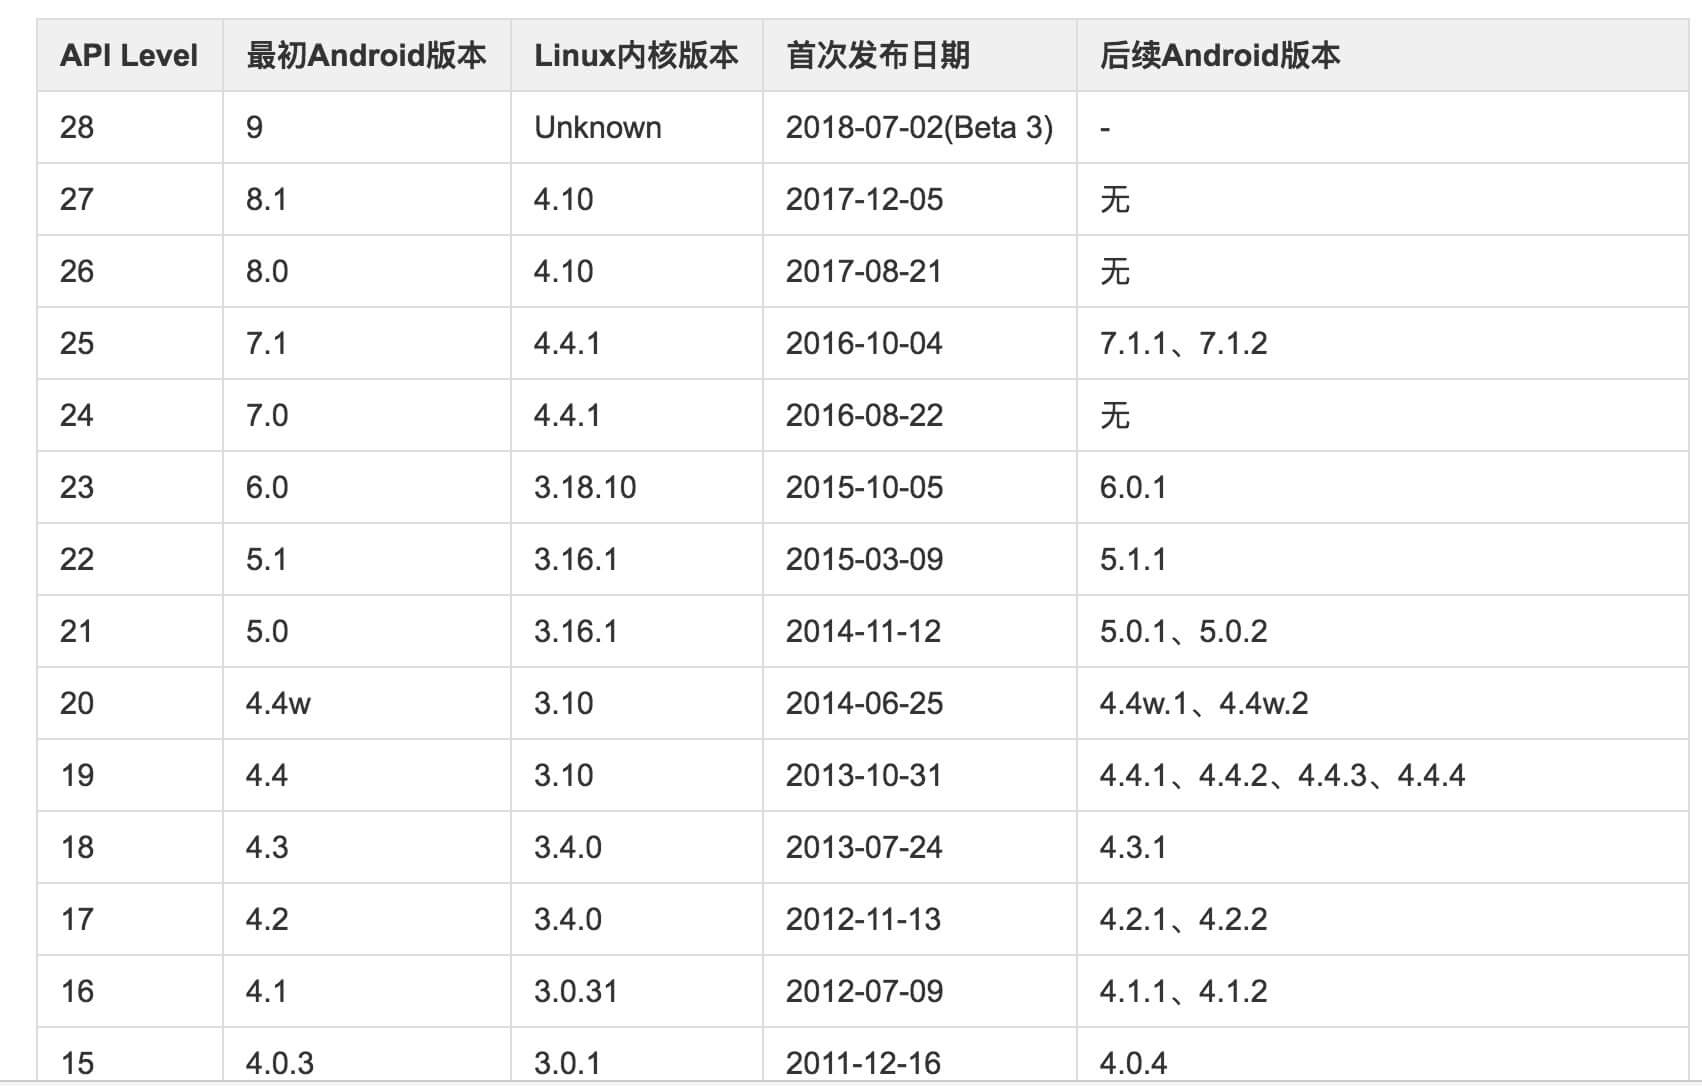 API Level 最初Android版本 Linux内核版本 首次发布日期 后续Android版本
28 9 Unknown 2018-07-02(Beta 3) -
27 8.1 4.10 2017-12-05 无
26 8.0 4.10 2017-08-21 无
25 7.1 4.4.1 2016-10-04 7.1.1、7.1.2
24 7.0 4.4.1 2016-08-22 无
23 6.0 3.18.10 2015-10-05 6.0.1
22 5.1 3.16.1 2015-03-09 5.1.1
21 5.0 3.16.1 2014-11-12 5.0.1、5.0.2
20 4.4w 3.10 2014-06-25 4.4w.1、4.4w.2
19 4.4 3.10 2013-10-31 4.4.1、4.4.2、4.4.3、4.4.4
18 4.3 3.4.0 2013-07-24 4.3.1
17 4.2 3.4.0 2012-11-13 4.2.1、4.2.2
16 4.1 3.0.31 2012-07-09 4.1.1、4.1.2
15 4.0.3 3.0.1 2011-12-16 4.0.4